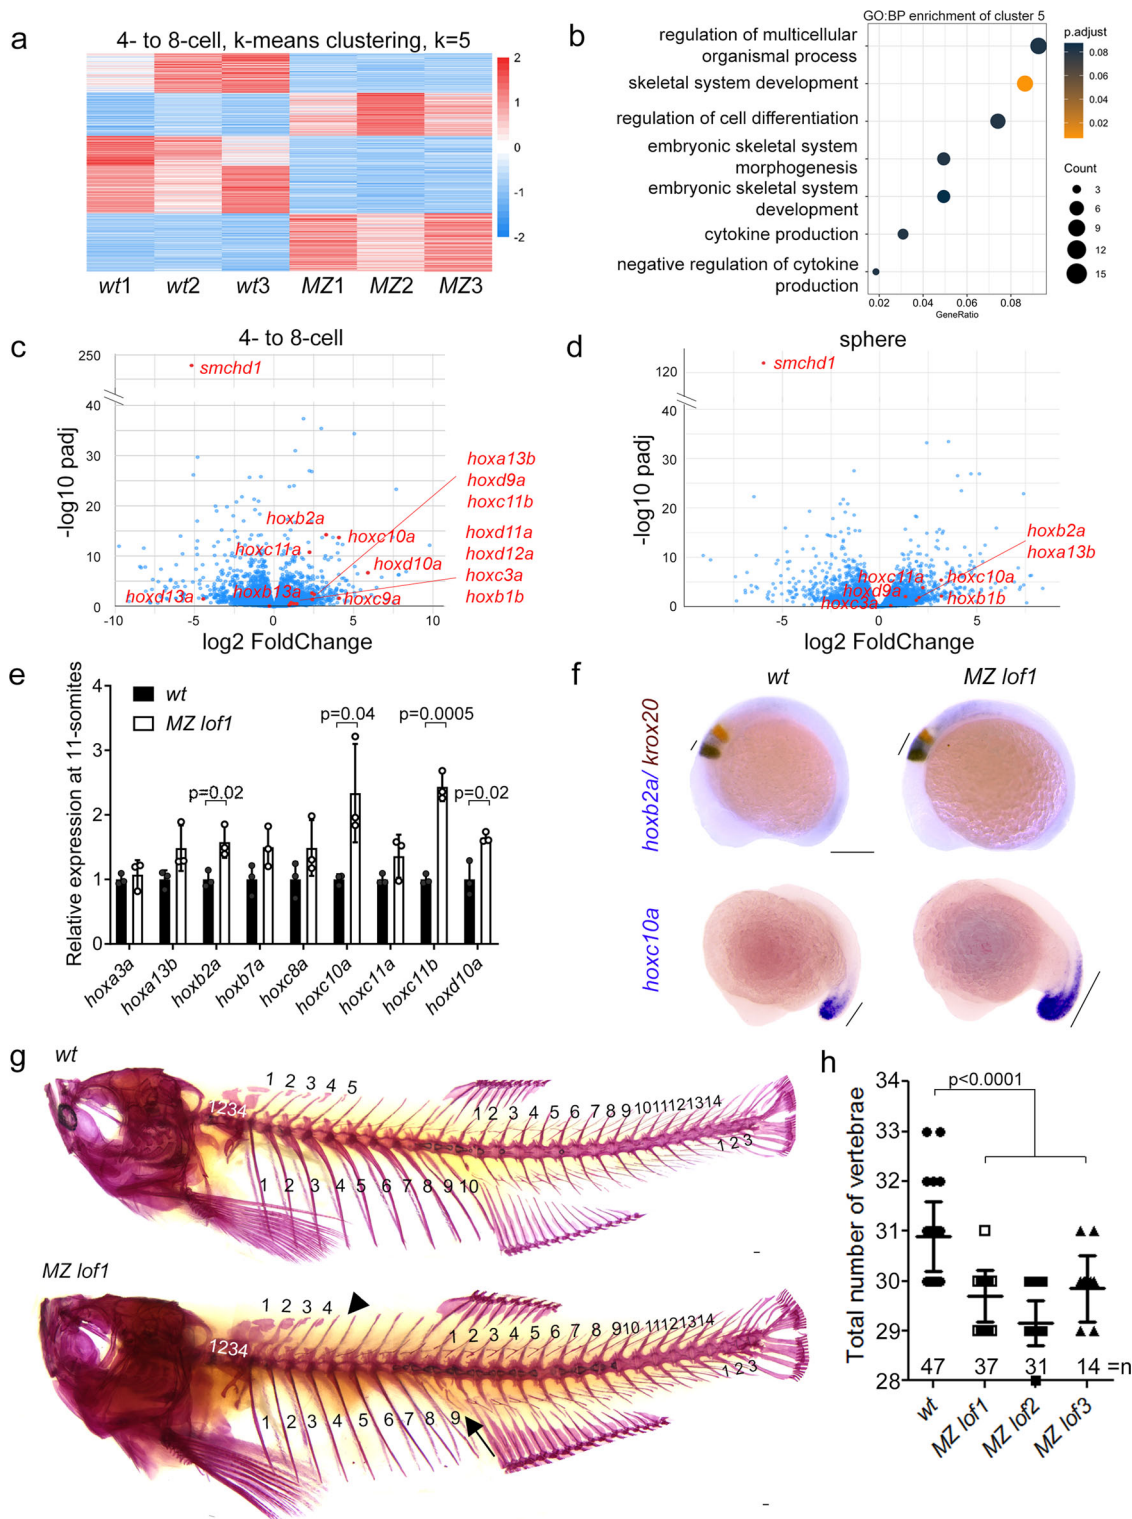 a
4- to 8-cell, k-means clustering, k=5
2
1
0
-1
-2
wt1 wt2 wt3 MZ1 MZ2 MZ3
b
GO:BP enrichment of cluster 5
regulation of multicellular
organismal process
skeletal system development
regulation of cell differentiation
embryonic skeletal system
morphogenesis
embryonic skeletal system
development
cytokine production
negative regulation of cytokine
production
0.02 0.04 0.06 0.08
GeneRatio
p.adjust
0.08
0.06
0.04
0.02
Count
3
6
9
12
15
c
4- to 8-cell
250
40
30
20
10
0
-log10 padj
-10 -5 0 5 10
log2 FoldChange
smchd1
hoxb2a
hoxc10a
hoxc11a
hoxd10a
hoxd13a
hoxb13a
hoxc9a
hoxa13b
hoxd9a
hoxc11b
hoxd11a
hoxd12a
hoxc3a
hoxb1b
d
sphere
120
40
30
20
10
0
-log10 padj
-5 0 5
log2 FoldChange
smchd1
hoxb2a
hoxa13b
hoxc11a
hoxc10a
hoxd9a
hoxc3a
hoxb1b
e
Relative expression at 11-somites
4
3
2
1
0
wt
MZ lof1
p=0.02
p=0.04
p=0.0005
p=0.02
hoxa3a
hoxa13b
hoxb2a
hoxb7a
hoxc8a
hoxc10a
hoxc11a
hoxc11b
hoxd10a
f
wt
MZ lof1
hoxb2a/ krox20
hoxc10a
g
wt
1 2 3 4 5
1234
1 2 3 4 5 6 7 8 9 10 11 12 13 14
1 2 3
1 2 3 4 5 6 7 8 9 10
MZ lof1
1 2 3 4
1234
1 2 3 4 5 6 7 8 9 10 11 12 13 14
1 2 3
1 2 3 4 5 6 7 8 9
h
Total number of vertebrae
34
33
32
31
30
29
28
p<0.0001
47 37 31 14 =n
wt
MZ lof1
MZ lof2
MZ lof3